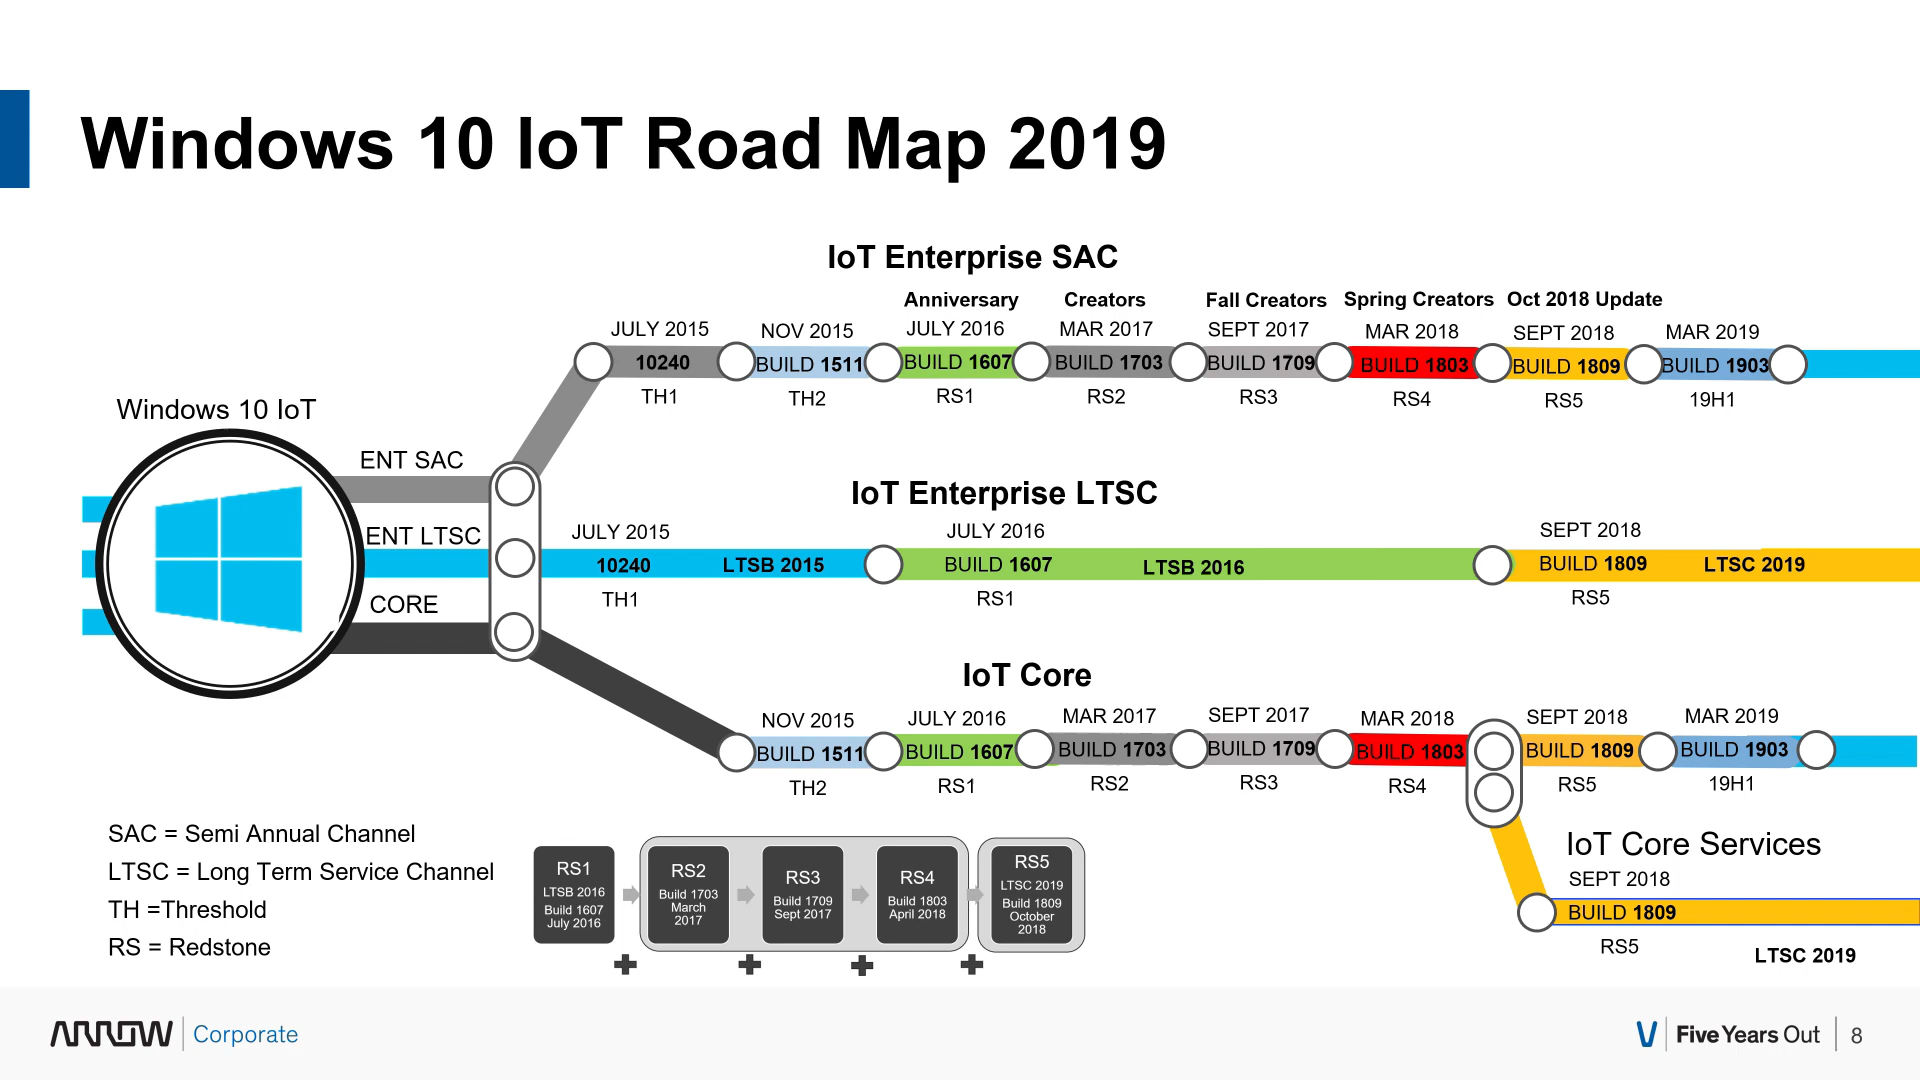 Windows 10 IoT Road Map 2019
IoT Enterprise SAC
Anniversary Creators Fall Creators Spring Creators Oct 2018 Update
JULY 2015 NOV 2015 JULY 2016 MAR 2017 SEPT 2017 MAR 2018 SEPT 2018 MAR 2019
10240 BUILD 1511 BUILD 1607 BUILD 1703 BUILD 1709 BUILD 1803 BUILD 1809 BUILD 1903
TH1 TH2 RS1 RS2 RS3 RS4 RS5 19H1
Windows 10 IoT
ENT SAC
ENT LTSC
CORE
IoT Enterprise LTSC
JULY 2015 JULY 2016 SEPT 2018
10240 LTSB 2015 BUILD 1607 LTSB 2016 BUILD 1809 LTSC 2019
TH1 RS1 RS5
IoT Core
NOV 2015 JULY 2016 MAR 2017 SEPT 2017 MAR 2018 SEPT 2018 MAR 2019
BUILD 1511 BUILD 1607 BUILD 1703 BUILD 1709 BUILD 1803 BUILD 1809 BUILD 1903
TH2 RS1 RS2 RS3 RS4 RS5 19H1
IoT Core Services
SEPT 2018
BUILD 1809
RS5
LTSC 2019
SAC = Semi Annual Channel
LTSC = Long Term Service Channel
TH =Threshold
RS = Redstone
RS1
LTSB 2016
Build 1607
July 2016
RS2
Build 1703
March
2017
RS3
Build 1709
Sept 2017
RS4
Build 1803
April 2018
RS5
LTSC 2019
Build 1809
October
2018
ARROW Corporate
Five Years Out 8